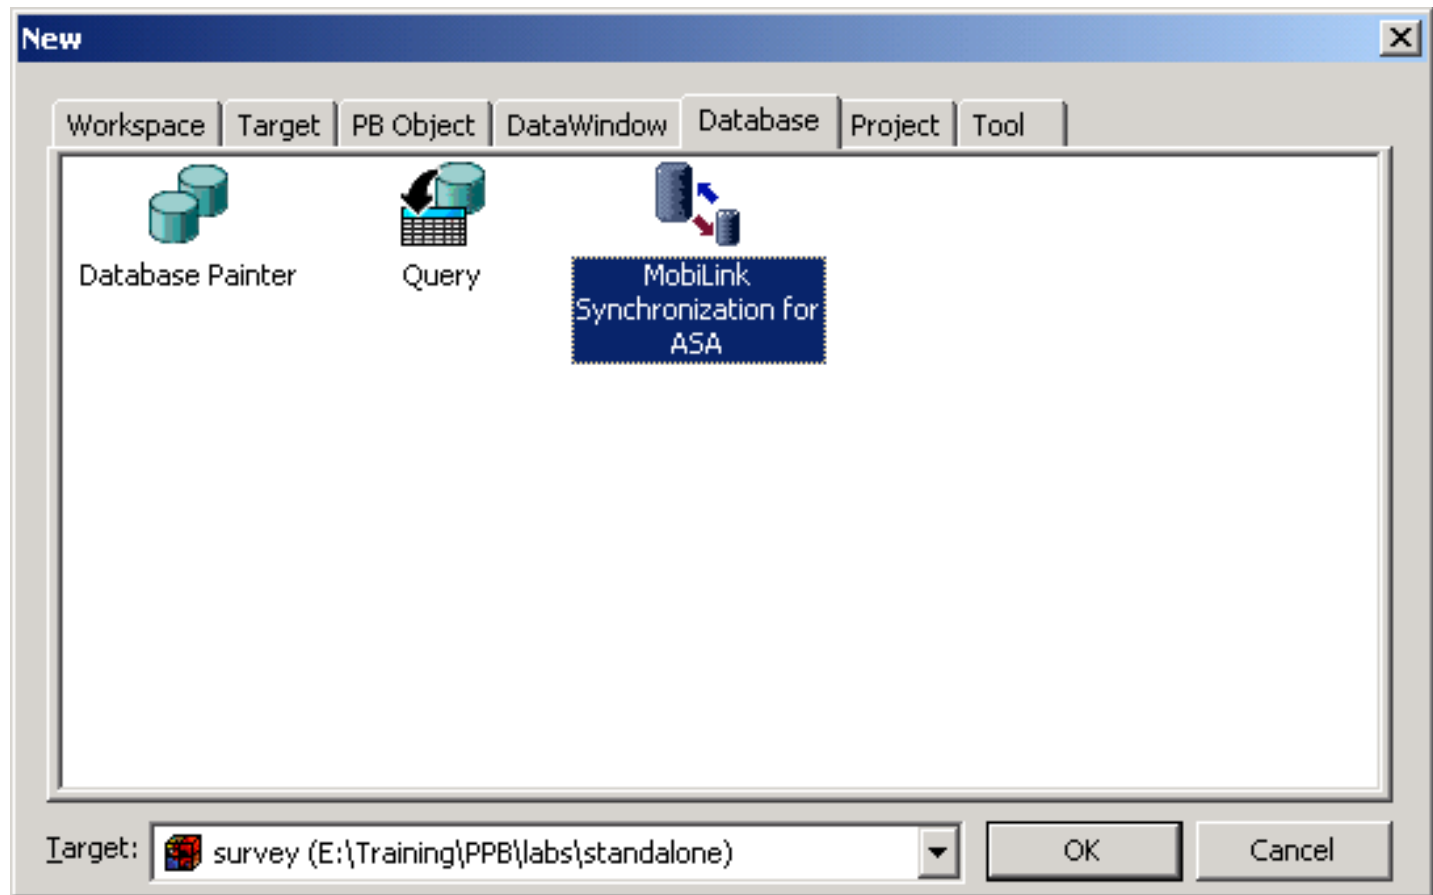 New
Workspace Target PB Object DataWindow Database Project Tool
Database Painter
Query
MobiLink
Synchronization for
ASA
Target: survey (E:\Training\PPB\labs\standalone) OK Cancel